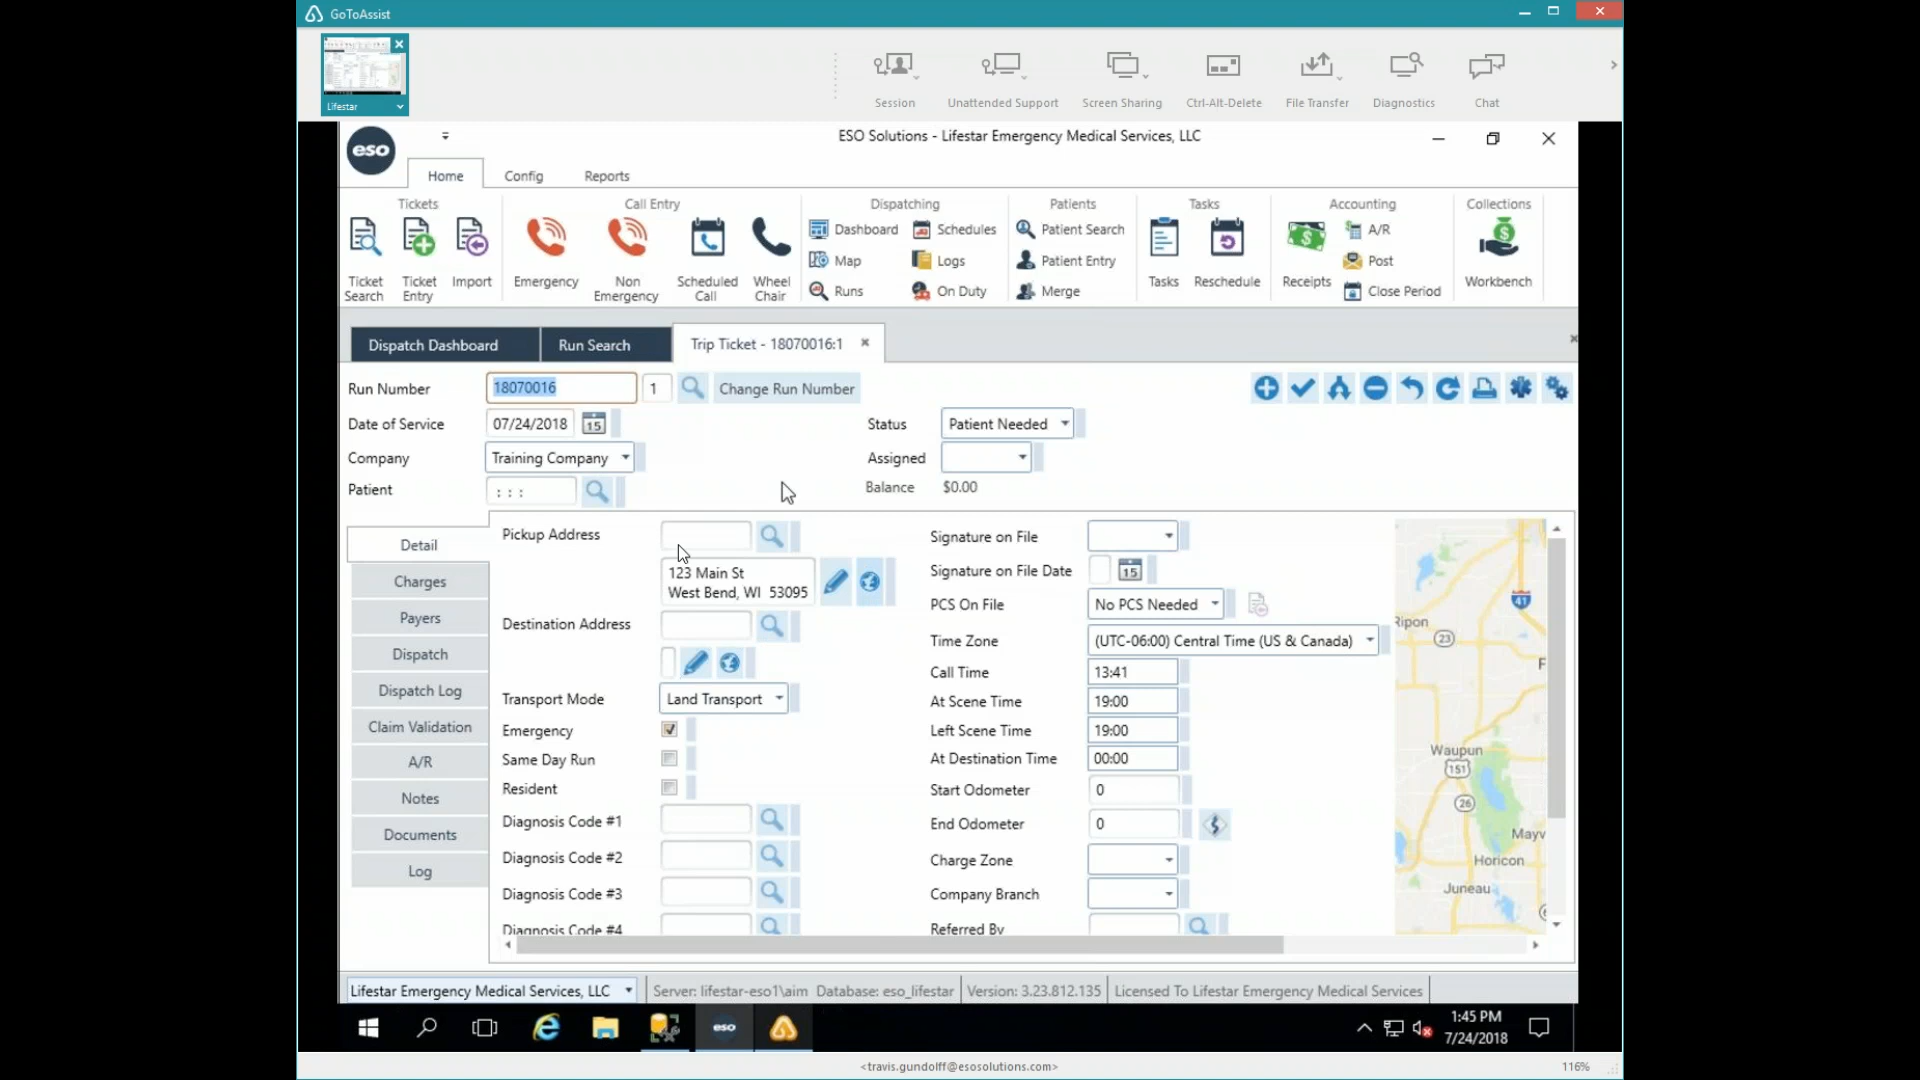 GoToAssist
Lifestar
Session
Unattended Support
Screen Sharing
Ctrl-Alt-Delete
File Transfer
Diagnostics
Chat
eso
ESO Solutions - Lifestar Emergency Medical Services, LLC
Home
Config
Reports
Tickets
Call Entry
Dispatching
Patients
Tasks
Accounting
Collections
Ticket Search
Ticket Entry
Import
Emergency
Non Emergency
Scheduled Call
Wheel Chair
Dashboard
Schedules
Map
Logs
Runs
On Duty
Patient Search
Patient Entry
Merge
Tasks
Reschedule
Receipts
A/R
Post
Close Period
Workbench
Dispatch Dashboard
Run Search
Trip Ticket - 18070016:1
Run Number 18070016 1 Change Run Number
Date of Service 07/24/2018 15
Status Patient Needed
Company Training Company
Assigned
Patient : : :
Balance $0.00
Detail
Charges
Payers
Dispatch
Dispatch Log
Claim Validation
A/R
Notes
Documents
Log
Pickup Address
123 Main St
West Bend, WI 53095
Destination Address
Transport Mode Land Transport
Emergency
Same Day Run
Resident
Diagnosis Code #1
Diagnosis Code #2
Diagnosis Code #3
Diagnosis Code #4
Signature on File
Signature on File Date 15
PCS On File No PCS Needed
Time Zone (UTC-06:00) Central Time (US & Canada)
Call Time 13:41
At Scene Time 19:00
Left Scene Time 19:00
At Destination Time 00:00
Start Odometer 0
End Odometer 0
Charge Zone
Company Branch
Referred By
41
Ripon
23
F
Waupun
151
26
Mayv
Horicon
Juneau
Lifestar Emergency Medical Services, LLC
Server: lifestar-eso1\aim Database: eso_lifestar
Version: 3.23.812.135
Licensed To Lifestar Emergency Medical Services
eso
1:45 PM
7/24/2018
<travis.gundolff@esosolutions.com>
116%